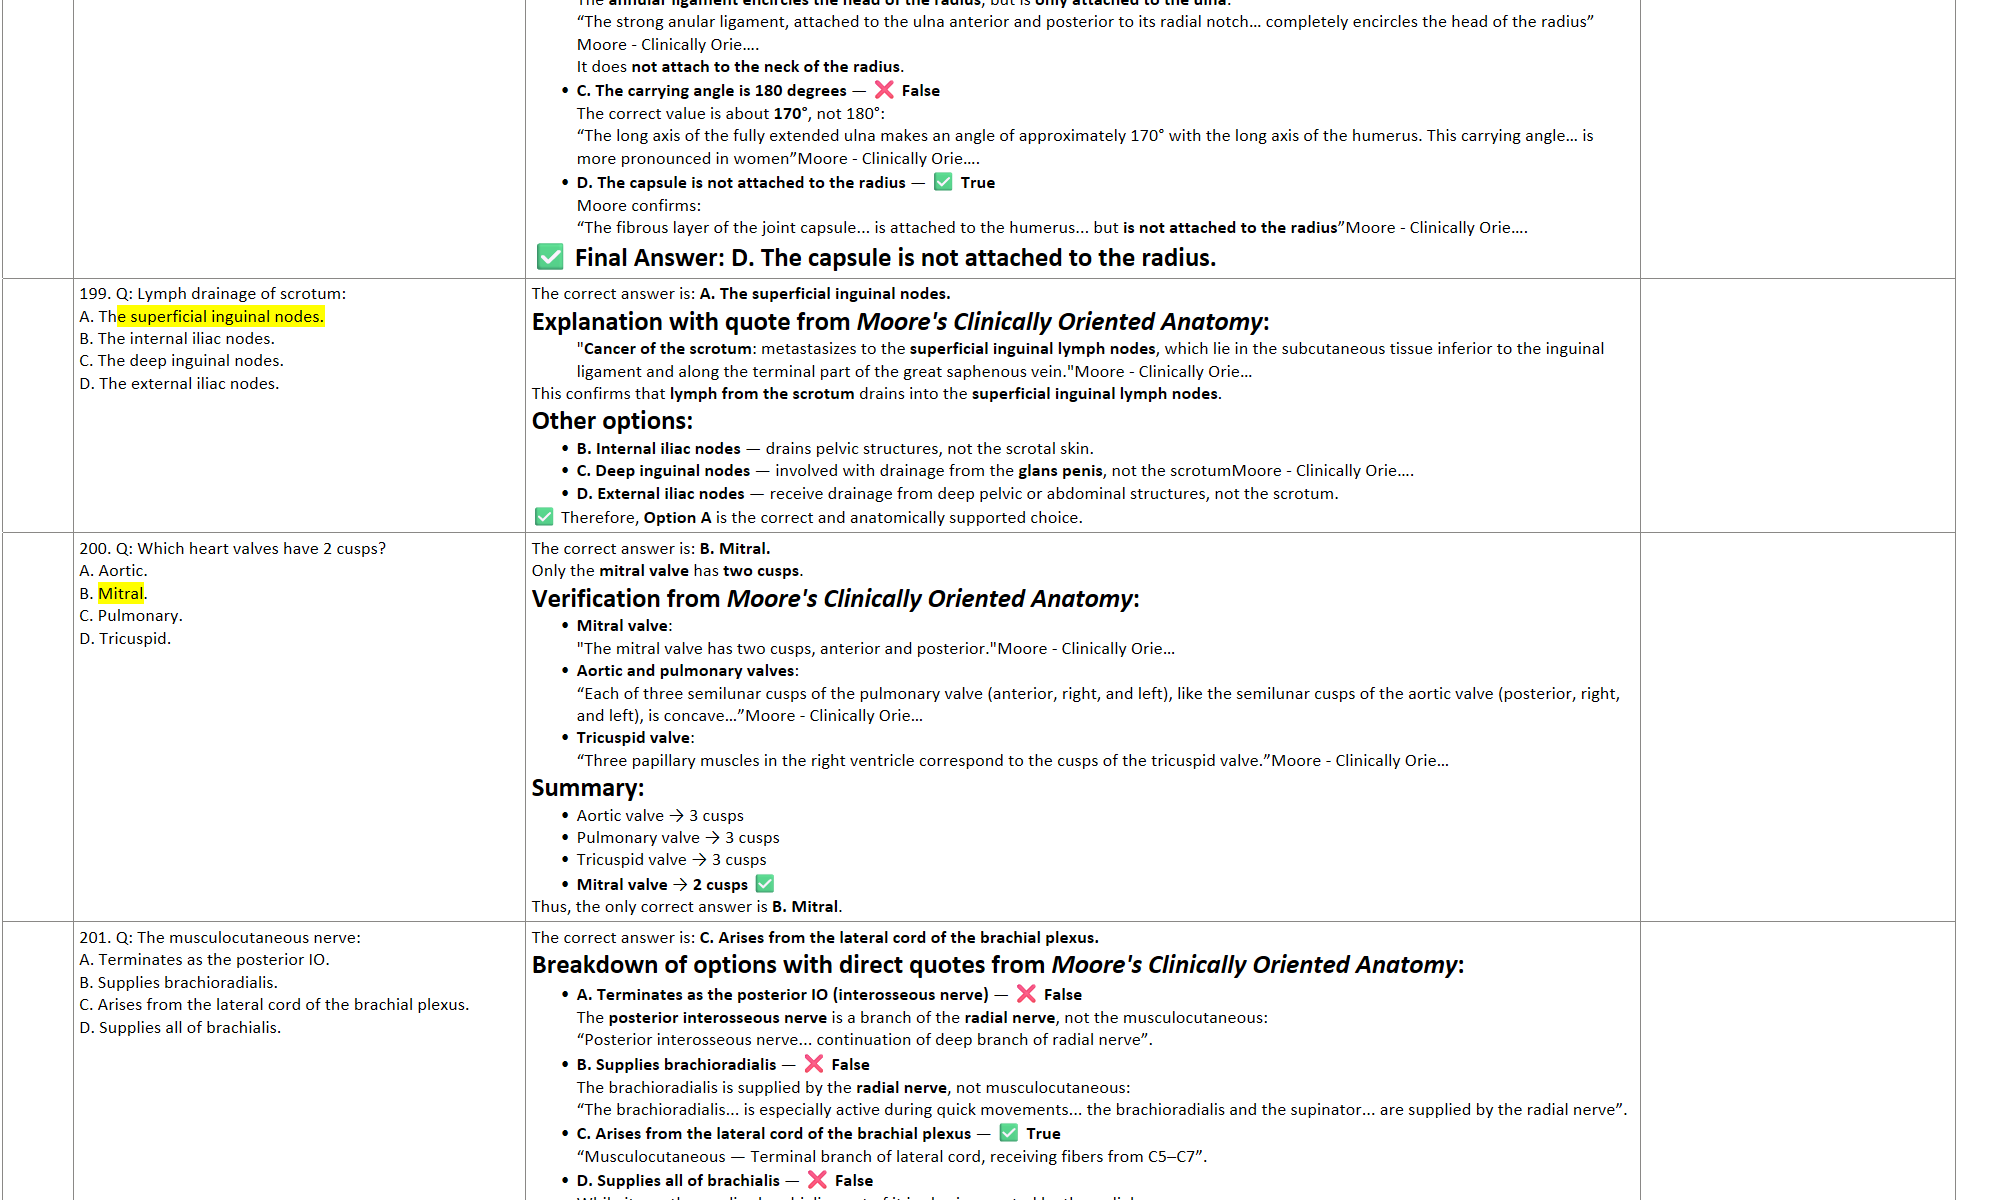 The annular ligament encircles the head of the radius, but is only attached to the ulna:
“The strong anular ligament, attached to the ulna anterior and posterior to its radial notch... completely encircles the head of the radius”
Moore - Clinically Orie....
It does not attach to the neck of the radius.
• C. The carrying angle is 180 degrees — ❌ False
The correct value is about 170°, not 180°:
“The long axis of the fully extended ulna makes an angle of approximately 170° with the long axis of the humerus. This carrying angle... is
more pronounced in women”Moore - Clinically Orie....
• D. The capsule is not attached to the radius — ✅ True
Moore confirms:
“The fibrous layer of the joint capsule... is attached to the humerus... but is not attached to the radius”Moore - Clinically Orie....
✅ Final Answer: D. The capsule is not attached to the radius.
199. Q: Lymph drainage of scrotum:
A. The superficial inguinal nodes.
B. The internal iliac nodes.
C. The deep inguinal nodes.
D. The external iliac nodes.
The correct answer is: A. The superficial inguinal nodes.
Explanation with quote from Moore's Clinically Oriented Anatomy:
"Cancer of the scrotum: metastasizes to the superficial inguinal lymph nodes, which lie in the subcutaneous tissue inferior to the inguinal
ligament and along the terminal part of the great saphenous vein."Moore - Clinically Orie...
This confirms that lymph from the scrotum drains into the superficial inguinal lymph nodes.
Other options:
• B. Internal iliac nodes — drains pelvic structures, not the scrotal skin.
• C. Deep inguinal nodes — involved with drainage from the glans penis, not the scrotumMoore - Clinically Orie....
• D. External iliac nodes — receive drainage from deep pelvic or abdominal structures, not the scrotum.
✅ Therefore, Option A is the correct and anatomically supported choice.
200. Q: Which heart valves have 2 cusps?
A. Aortic.
B. Mitral.
C. Pulmonary.
D. Tricuspid.
The correct answer is: B. Mitral.
Only the mitral valve has two cusps.
Verification from Moore's Clinically Oriented Anatomy:
• Mitral valve:
"The mitral valve has two cusps, anterior and posterior."Moore - Clinically Orie...
• Aortic and pulmonary valves:
“Each of three semilunar cusps of the pulmonary valve (anterior, right, and left), like the semilunar cusps of the aortic valve (posterior, right,
and left), is concave...”Moore - Clinically Orie...
• Tricuspid valve:
“Three papillary muscles in the right ventricle correspond to the cusps of the tricuspid valve.”Moore - Clinically Orie...
Summary:
• Aortic valve → 3 cusps
• Pulmonary valve → 3 cusps
• Tricuspid valve → 3 cusps
• Mitral valve → 2 cusps ✅
Thus, the only correct answer is B. Mitral.
201. Q: The musculocutaneous nerve:
A. Terminates as the posterior IO.
B. Supplies brachioradialis.
C. Arises from the lateral cord of the brachial plexus.
D. Supplies all of brachialis.
The correct answer is: C. Arises from the lateral cord of the brachial plexus.
Breakdown of options with direct quotes from Moore's Clinically Oriented Anatomy:
• A. Terminates as the posterior IO (interosseous nerve) — ❌ False
The posterior interosseous nerve is a branch of the radial nerve, not the musculocutaneous:
“Posterior interosseous nerve... continuation of deep branch of radial nerve”.
• B. Supplies brachioradialis — ❌ False
The brachioradialis is supplied by the radial nerve, not musculocutaneous:
“The brachioradialis... is especially active during quick movements... the brachioradialis and the supinator... are supplied by the radial nerve”.
• C. Arises from the lateral cord of the brachial plexus — ✅ True
“Musculocutaneous — Terminal branch of lateral cord, receiving fibers from C5–C7”.
• D. Supplies all of brachialis — ❌ False